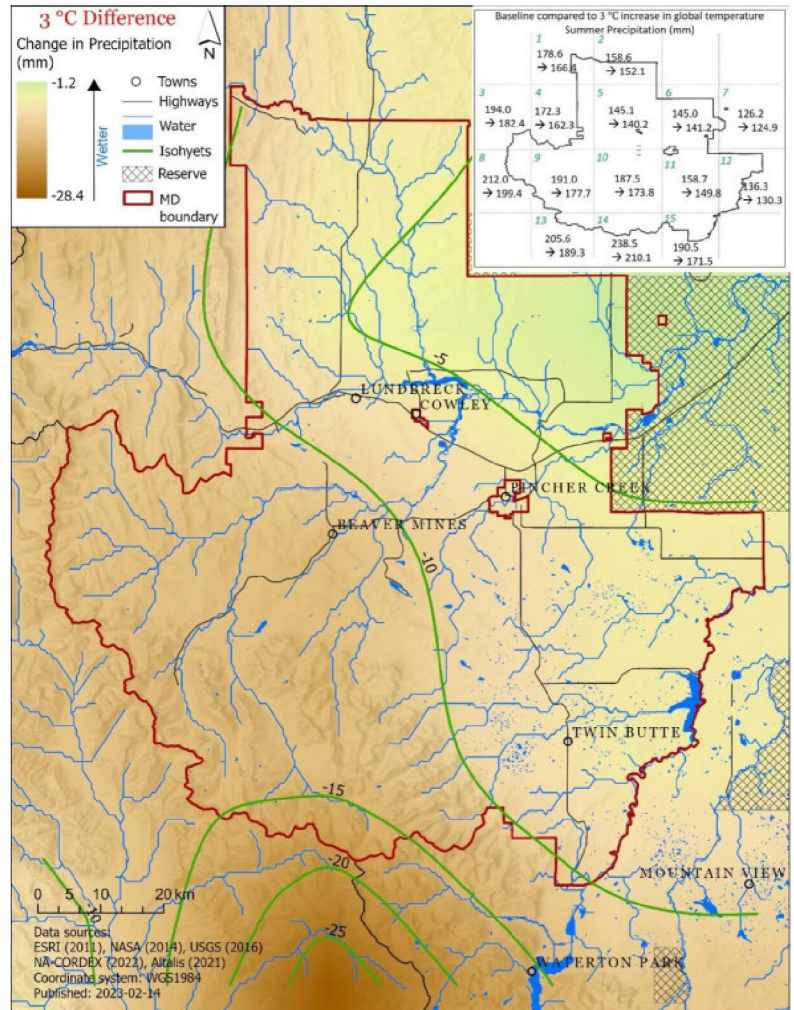 3 °C Difference
Change in Precipitation
(mm)
N
-1.2
Wetter
-28.4
Towns
Highways
Water
Isohyets
Reserve
MD
boundary
Baseline compared to 3 °C increase in global temperature
Summer Precipitation (mm)
1
2
178.6
→ 166.4
158.6
→ 152.1
3
4
5
6
7
194.0
→ 182.4
172.3
→ 162.3
145.1
→ 140.2
145.0
→ 141.2
126.2
→ 124.9
8
9
10
11
12
212.0
→ 199.4
191.0
→ 177.7
187.5
→ 173.8
158.7
→ 149.8
136.3
→ 130.3
13
14
15
205.6
→ 189.3
238.5
→ 210.1
190.5
→ 171.5
-5
LUNDBRECK
COWLEY
PINCHER CREEK
BEAVER MINES
-10
TWIN BUTTE
-15
-20
MOUNTAIN VIEW
0 5 10 20 km
-10
-25
Data sources:
ESRI (2011), NASA (2014), USGS (2016)
NA-CORDEX (2022), Altalis (2021)
Coordinate system: WGS1984
Published: 2023-02-14
WATERTON PARK